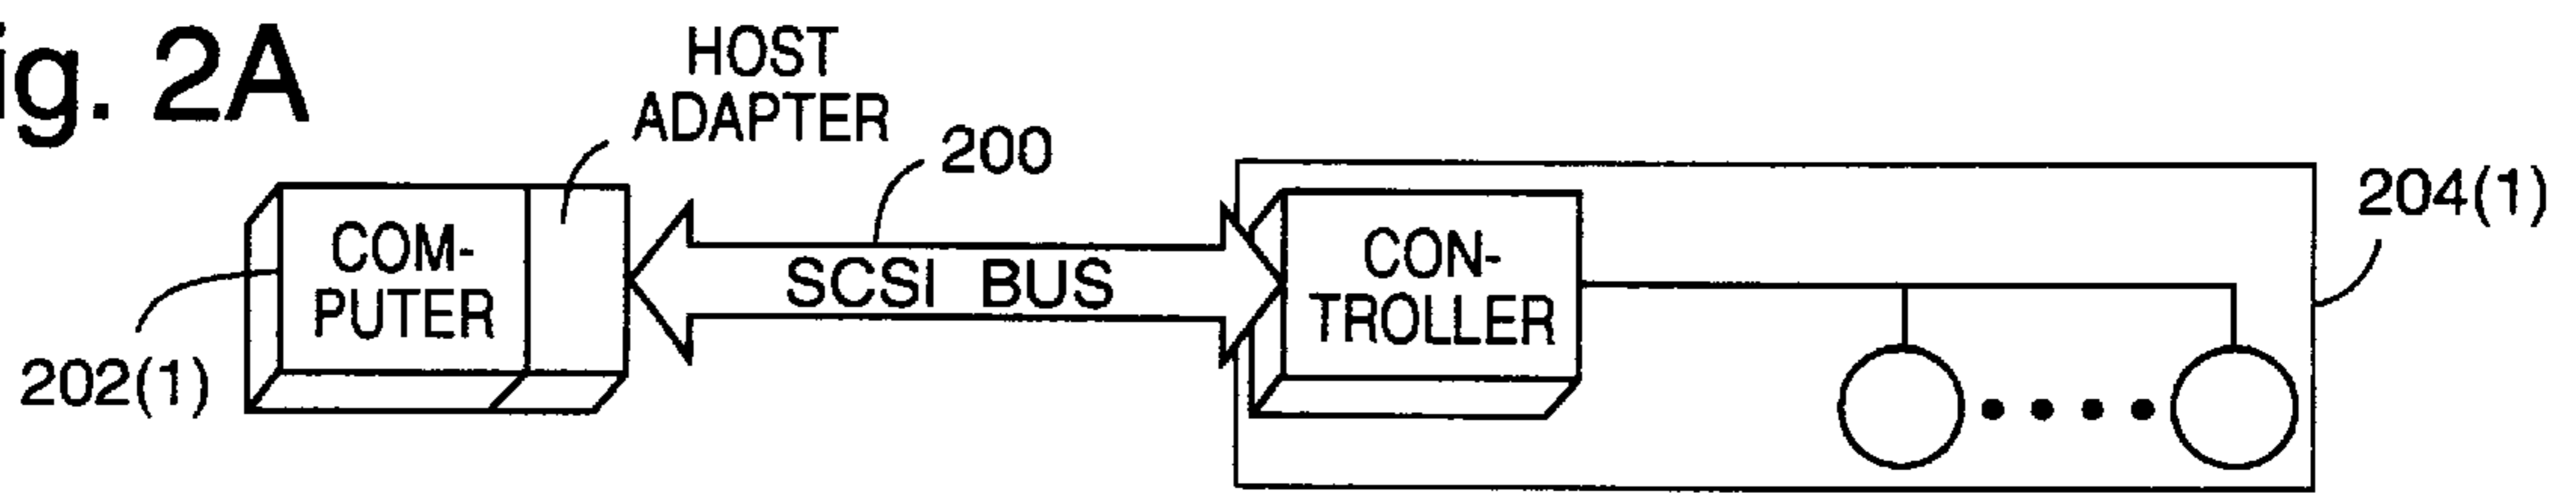 ig. 2A
HOST
ADAPTER
200
204(1)
COM-
PUTER
SCSI BUS
CON-
TROLLER
202(1)